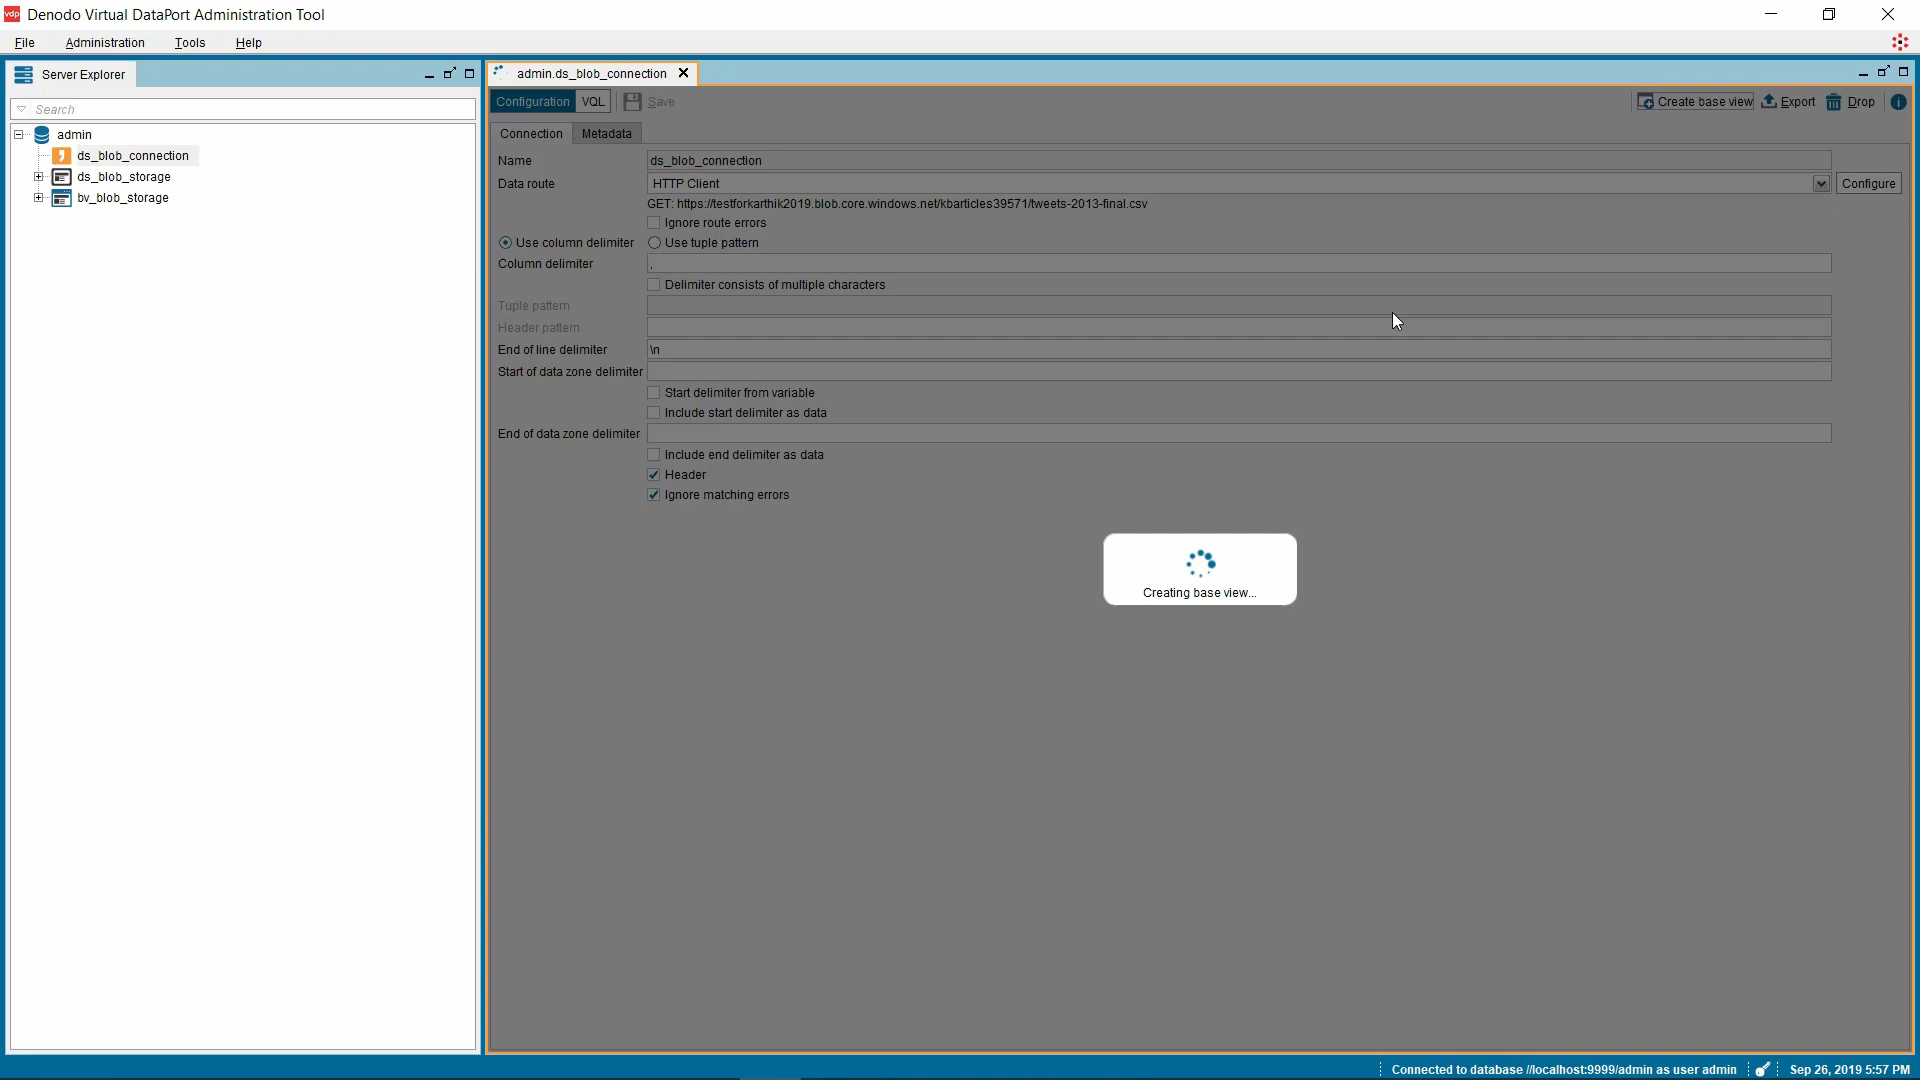 vdp Denodo Virtual DataPort Administration Tool
File Administration Tools Help
Server Explorer
admin.ds_blob_connection
Configuration VQL Save
Create base view Export Drop
Search
Connection Metadata
admin
ds_blob_connection
ds_blob_storage
bv_blob_storage
Name ds_blob_connection
Data route HTTP Client Configure
GET: https://testforkarthik2019.blob.core.windows.net/kbarticles39571/tweets-2013-final.csv
Ignore route errors
Use column delimiter Use tuple pattern
Column delimiter ,
Delimiter consists of multiple characters
Tuple pattern
Header pattern
End of line delimiter \n
Start of data zone delimiter
Start delimiter from variable
Include start delimiter as data
End of data zone delimiter
Include end delimiter as data
Header
Ignore matching errors
Creating base view...
Connected to database //localhost:9999/admin as user admin Sep 26, 2019 5:57 PM